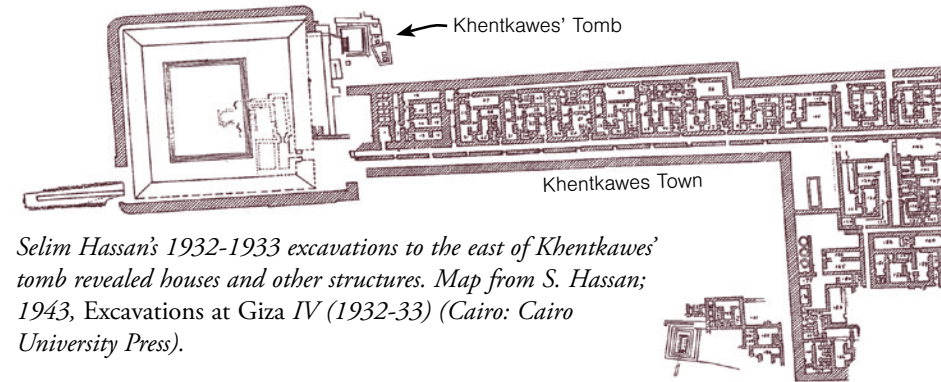 Khentkawes' Tomb
Khentkawes Town
Selim Hassan's 1932-1933 excavations to the east of Khentkawes'
tomb revealed houses and other structures. Map from S. Hassan;
1943, Excavations at Giza IV (1932-33) (Cairo: Cairo
University Press).